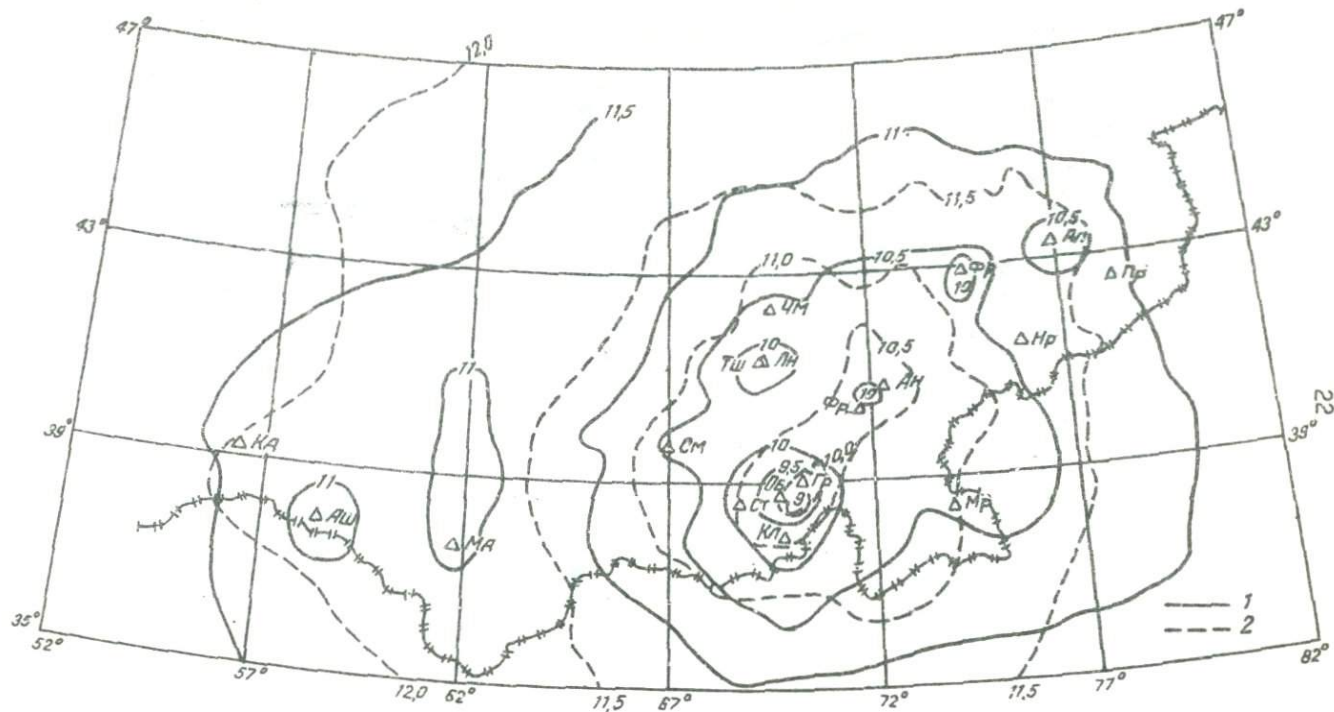 47°
47°
12,0
11,5
11
11,5
43°
43°
10,5
Ал
11,0
10,5
Фр
10
Пр
ЧМ
Нр
10
Тш
Лн
10,5
11
10
Ан
Фр
39°
39°
22
КА
См
10
9,5
10,0
Об
Гр
9
Ст
Мр
11
Аш
МА
КЛ
1
2
35°
52°
57°
12,0
62°
11,5
67°
72°
11,5
77°
82°